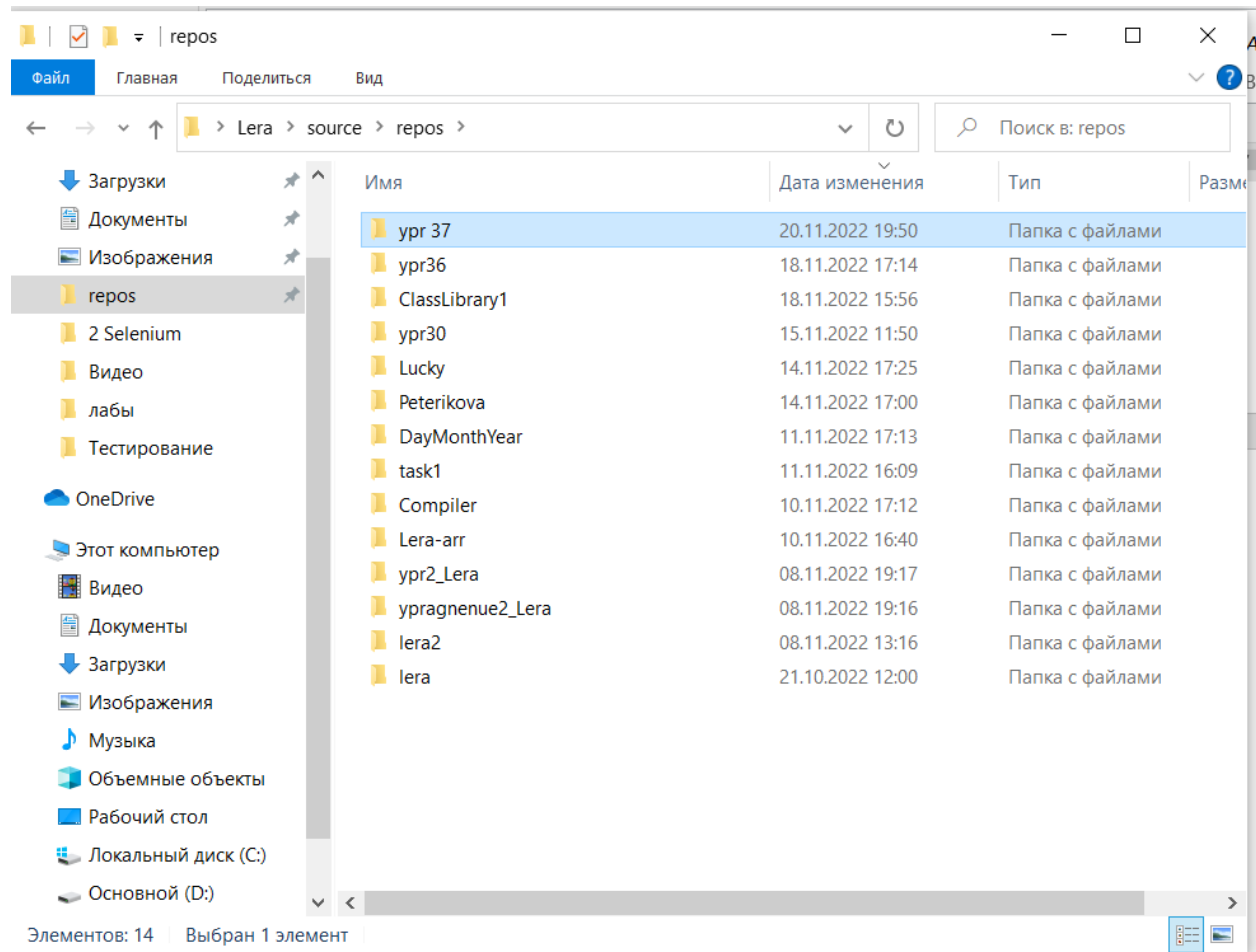 repos
Файл Главная Поделиться Вид
Lera > source > repos > Поиск в: repos
Имя Дата изменения Тип Разме
Загрузки
Документы
Изображения
repos
2 Selenium
Видео
лабы
Тестирование
OneDrive
Этот компьютер
Видео
Документы
Загрузки
Изображения
Музыка
Объемные объекты
Рабочий стол
Локальный диск (C:)
Основной (D:)
ypr 37 20.11.2022 19:50 Папка с файлами
ypr36 18.11.2022 17:14 Папка с файлами
ClassLibrary1 18.11.2022 15:56 Папка с файлами
ypr30 15.11.2022 11:50 Папка с файлами
Lucky 14.11.2022 17:25 Папка с файлами
Peterikova 14.11.2022 17:00 Папка с файлами
DayMonthYear 11.11.2022 17:13 Папка с файлами
task1 11.11.2022 16:09 Папка с файлами
Compiler 10.11.2022 17:12 Папка с файлами
Lera-arr 10.11.2022 16:40 Папка с файлами
ypr2_Lera 08.11.2022 19:17 Папка с файлами
ypragnenue2_Lera 08.11.2022 19:16 Папка с файлами
lera2 08.11.2022 13:16 Папка с файлами
lera 21.10.2022 12:00 Папка с файлами
Элементов: 14 Выбран 1 элемент